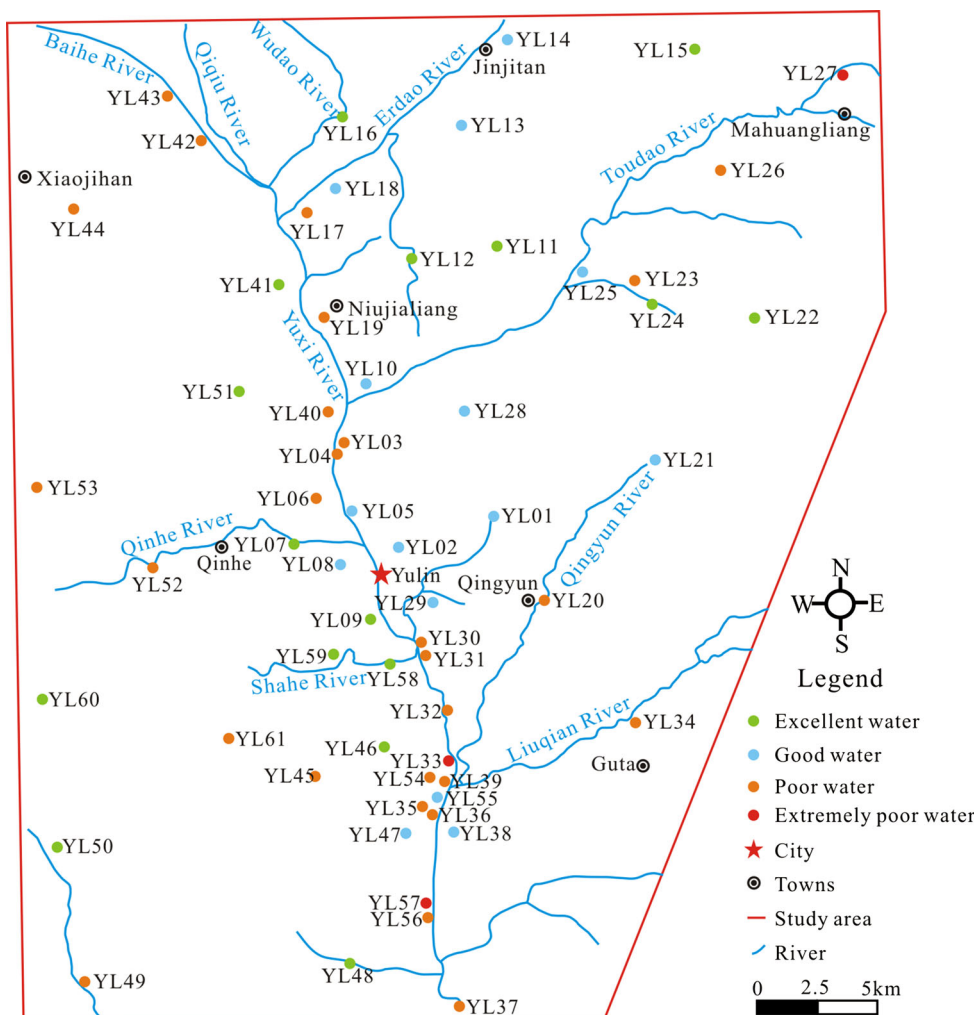 Baihe River
Qiqiu River
Wudao River
Erdao River
YL14
Jinjitan
YL15
YL27
YL43
YL16
YL13
Mahuangliang
YL42
Toudao River
YL26
Xiaojihan
YL18
YL44
YL17
YL11
YL12
YL41
YL25
YL23
Niujialiang
YL24
YL22
YL19
Yuxi River
YL10
YL51
YL40
YL28
YL03
YL04
YL21
YL53
YL06
YL05
YL01
Qingyun River
Qinhe River
YL07
YL02
Qinhe
YL08
YL52
Yulin
Qingyun
YL29
YL20
YL09
YL30
YL59
YL31
YL58
Shahe River
YL60
YL32
YL61
YL46
YL33
Liuqian River
YL34
Guta
YL45
YL54
YL39
YL55
YL35
YL36
YL47
YL38
YL50
YL57
YL56
YL48
YL49
YL37
N
W
E
S
Legend
Excellent water
Good water
Poor water
Extremely poor water
City
Towns
Study area
River
0 2.5 5km